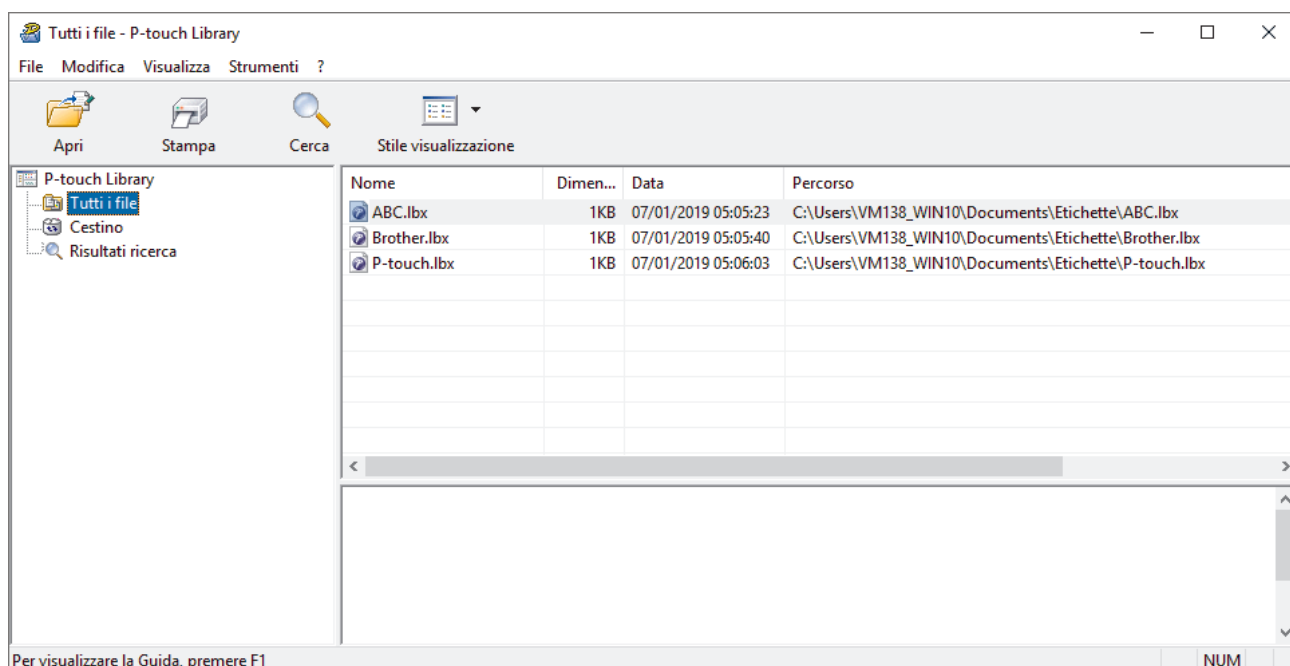 Tutti i file - P-touch Library
File Modifica Visualizza Strumenti ?
Apri Stampa Cerca Stile visualizzazione
P-touch Library
Tutti i file
Cestino
Risultati ricerca
Nome Dimen... Data Percorso
ABC.lbx 1KB 07/01/2019 05:05:23 C:\Users\VM138_WIN10\Documents\Etichette\ABC.lbx
Brother.lbx 1KB 07/01/2019 05:05:40 C:\Users\VM138_WIN10\Documents\Etichette\Brother.lbx
P-touch.lbx 1KB 07/01/2019 05:06:03 C:\Users\VM138_WIN10\Documents\Etichette\P-touch.lbx
Per visualizzare la Guida, premere F1 NUM